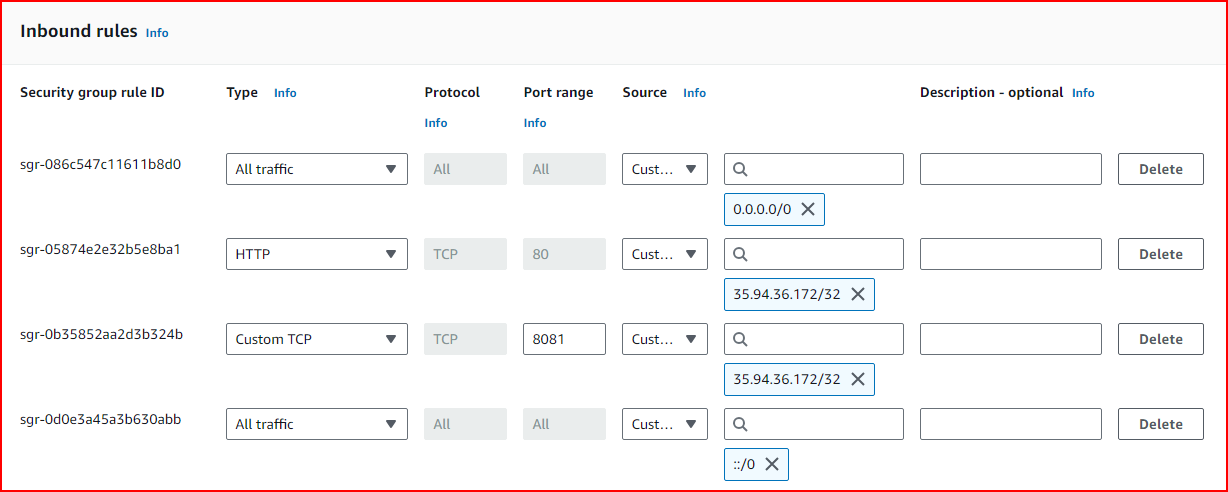 Inbound rules Info
Security group rule ID Type Info Protocol Info Port range Info Source Info Description - optional Info
sgr-086c547c11611b8d0 All traffic All All Cust... Delete
0.0.0.0/0
sgr-05874e2e32b5e8ba1 HTTP TCP 80 Cust... Delete
35.94.36.172/32
sgr-0b35852aa2d3b324b Custom TCP TCP 8081 Cust... Delete
35.94.36.172/32
sgr-0d0e3a45a3b630abb All traffic All All Cust... Delete
::/0